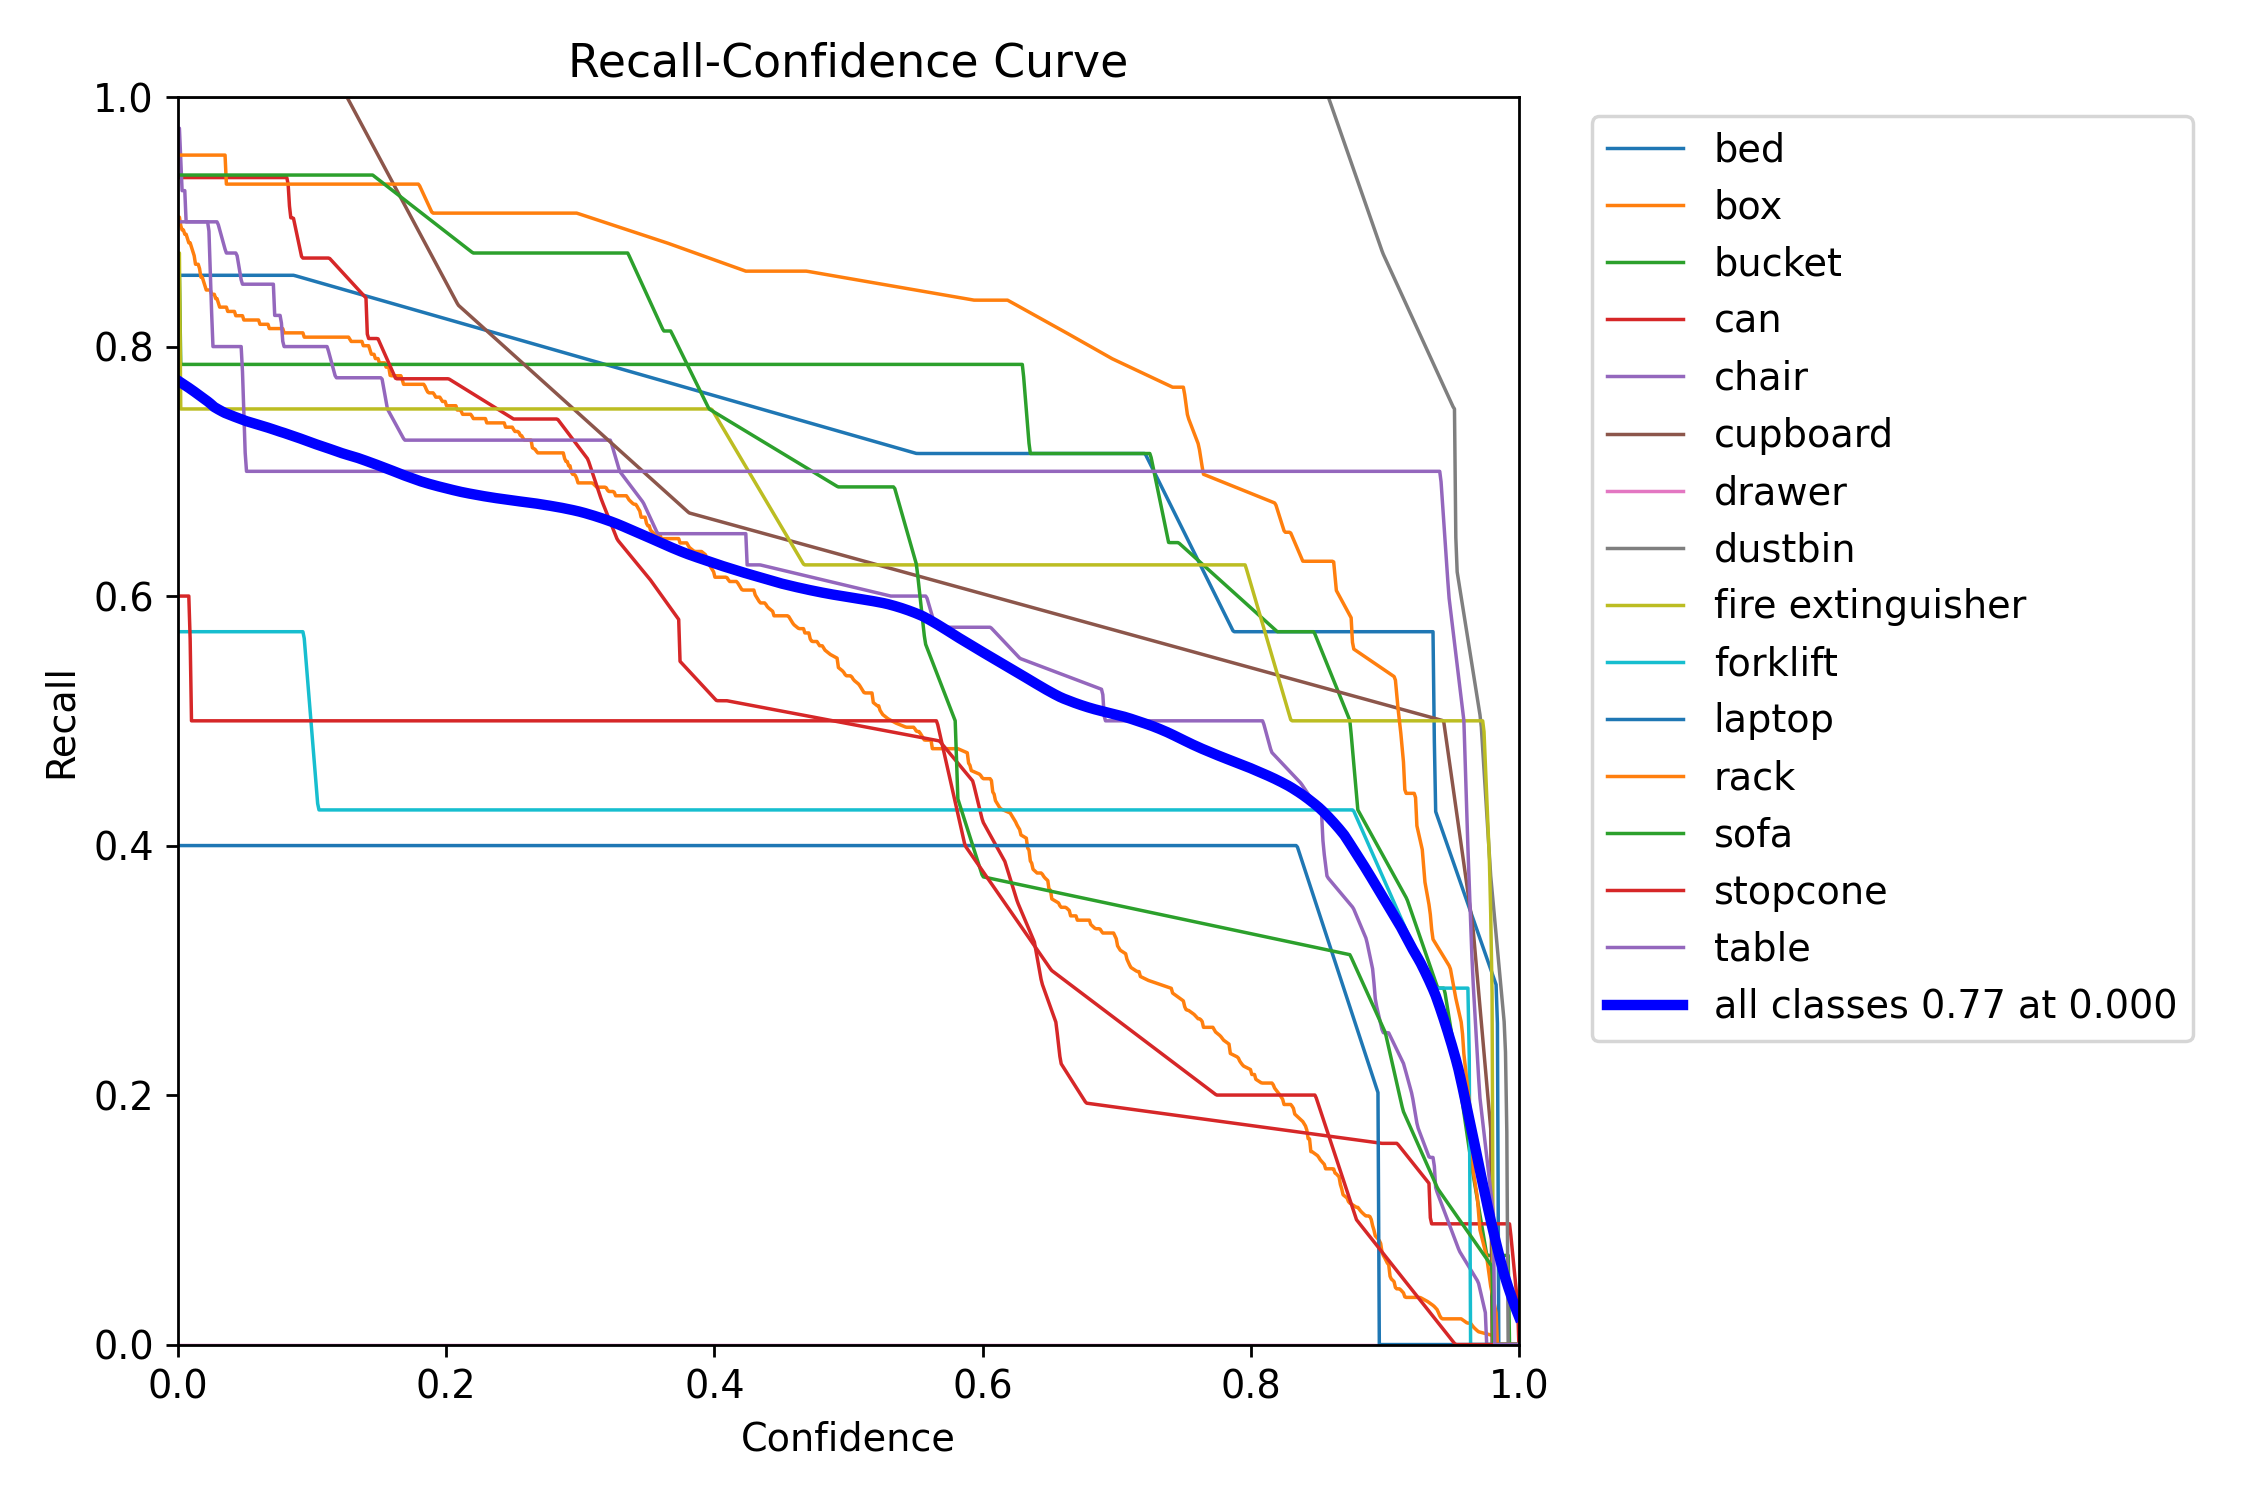 Recall-Confidence Curve
1.0
0.8
0.6
0.4
0.2
0.0
Recall
0.0 0.2 0.4 0.6 0.8 1.0
Confidence
bed
box
bucket
can
chair
cupboard
drawer
dustbin
fire extinguisher
forklift
laptop
rack
sofa
stopcone
table
all classes 0.77 at 0.000